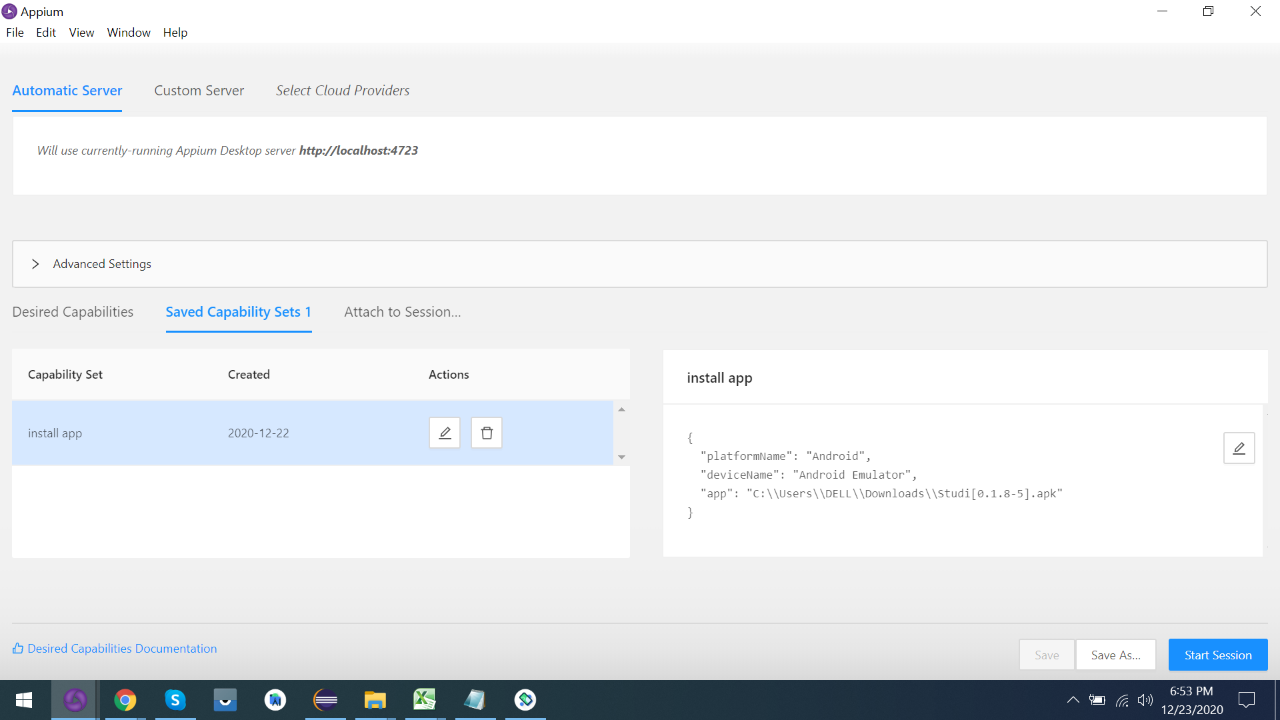 Appium
File Edit View Window Help
Automatic Server Custom Server Select Cloud Providers
Will use currently-running Appium Desktop server http://localhost:4723
Advanced Settings
Desired Capabilities Saved Capability Sets 1 Attach to Session...
Capability Set Created Actions
install app 2020-12-22
install app
{
"platformName": "Android",
"deviceName": "Android Emulator",
"app": "C:\\Users\\DELL\\Downloads\\Studi[0.1.8-5].apk"
}
Desired Capabilities Documentation
Save Save As... Start Session
6:53 PM
12/23/2020